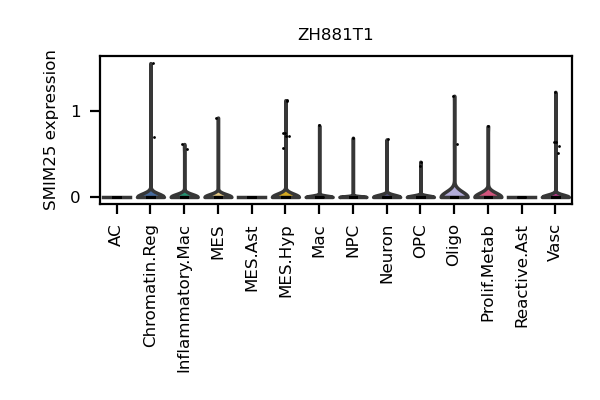 ZH881T1
SMIM25 expression
1
0
AC
Chromatin.Reg
Inflammatory.Mac
MES
MES.Ast
MES.Hyp
Mac
NPC
Neuron
OPC
Oligo
Prolif.Metab
Reactive.Ast
Vasc